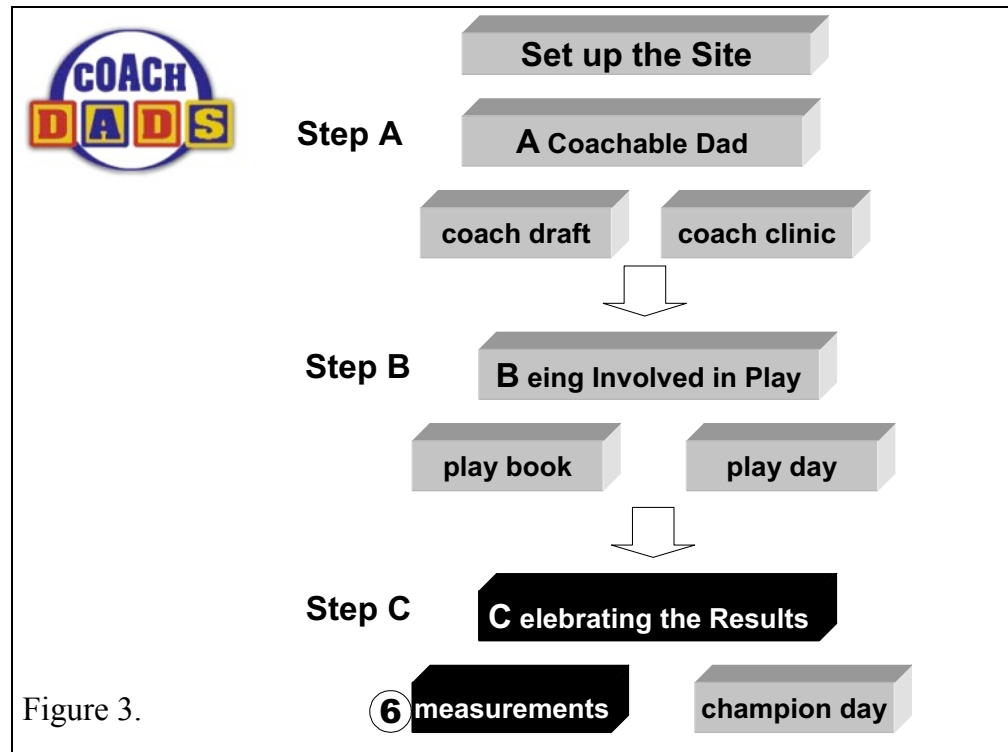 COACH
DADS
Set up the Site
Step A
A Coachable Dad
coach draft
coach clinic
Step B
B eing Involved in Play
play book
play day
Step C
C elebrating the Results
Figure 3.
6 measurements
champion day